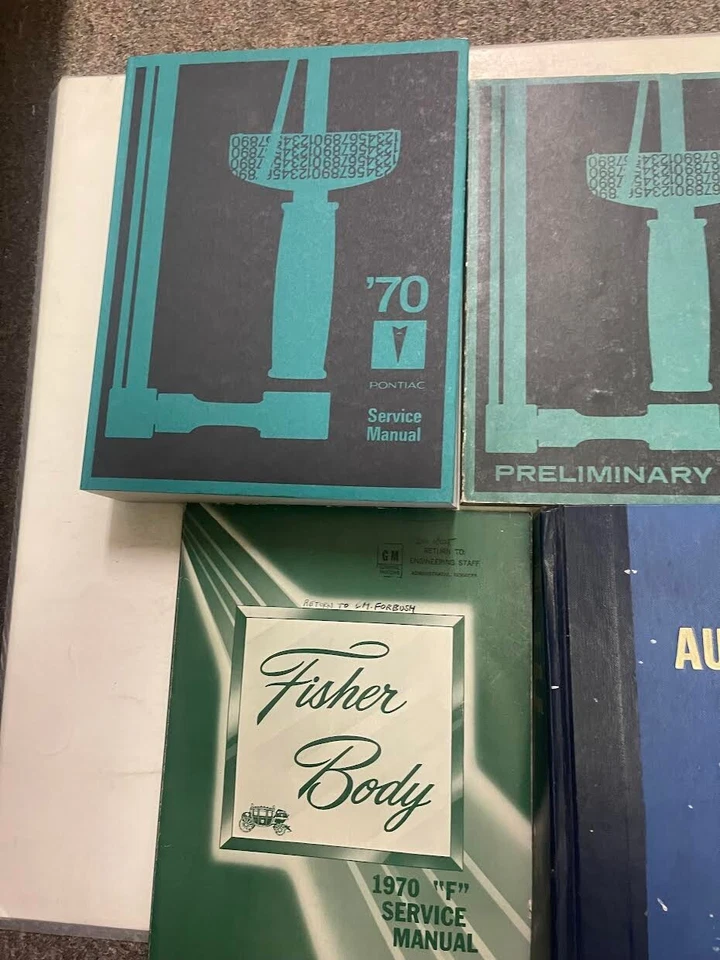 '70
PONTIAC
Service
Manual
PRELIMINARY
GM
RETURN TO:
ENGINEERING STAFF
RETURN TO L.M. FORBUSH
Fisher
Body
1970 "F"
SERVICE
MANUAL
AU